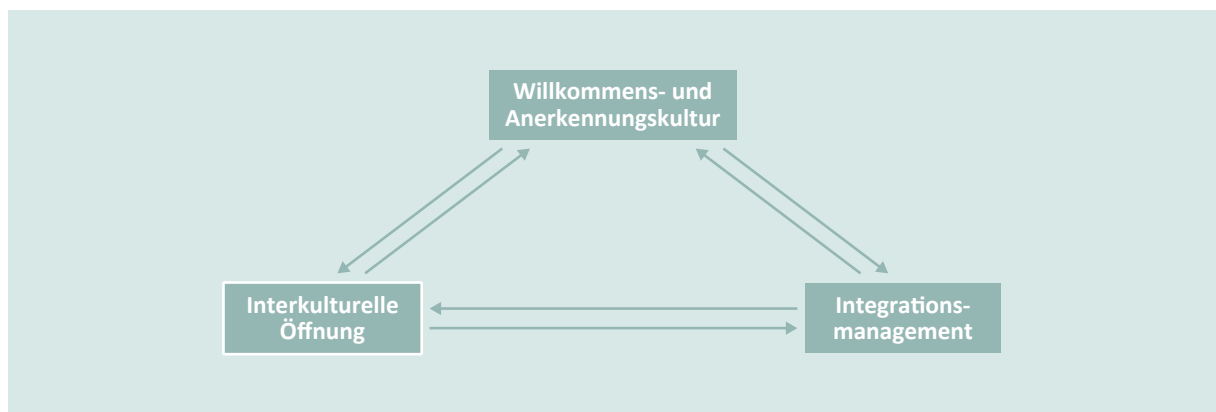 Willkommens- und
Anerkennungskultur
Interkulturelle
Öffnung
Integrations-
management